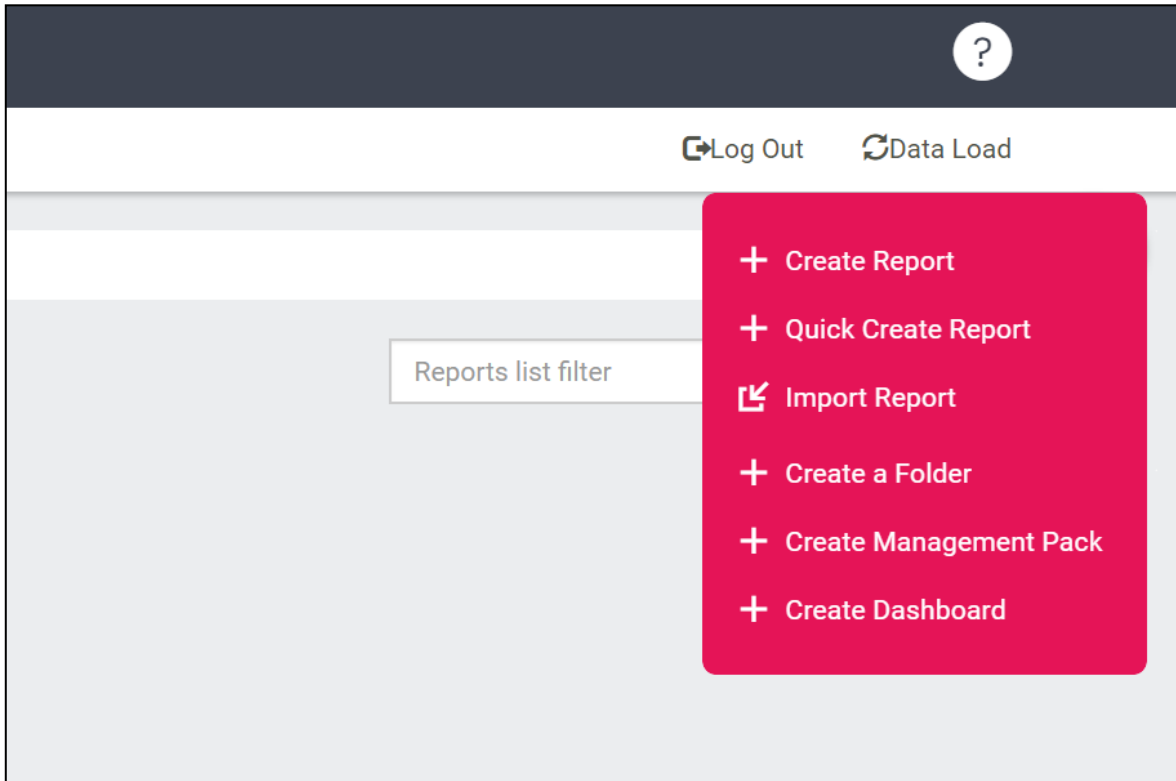 ?
Log Out
Data Load
Create Report
Quick Create Report
Reports list filter
Import Report
Create a Folder
Create Management Pack
Create Dashboard